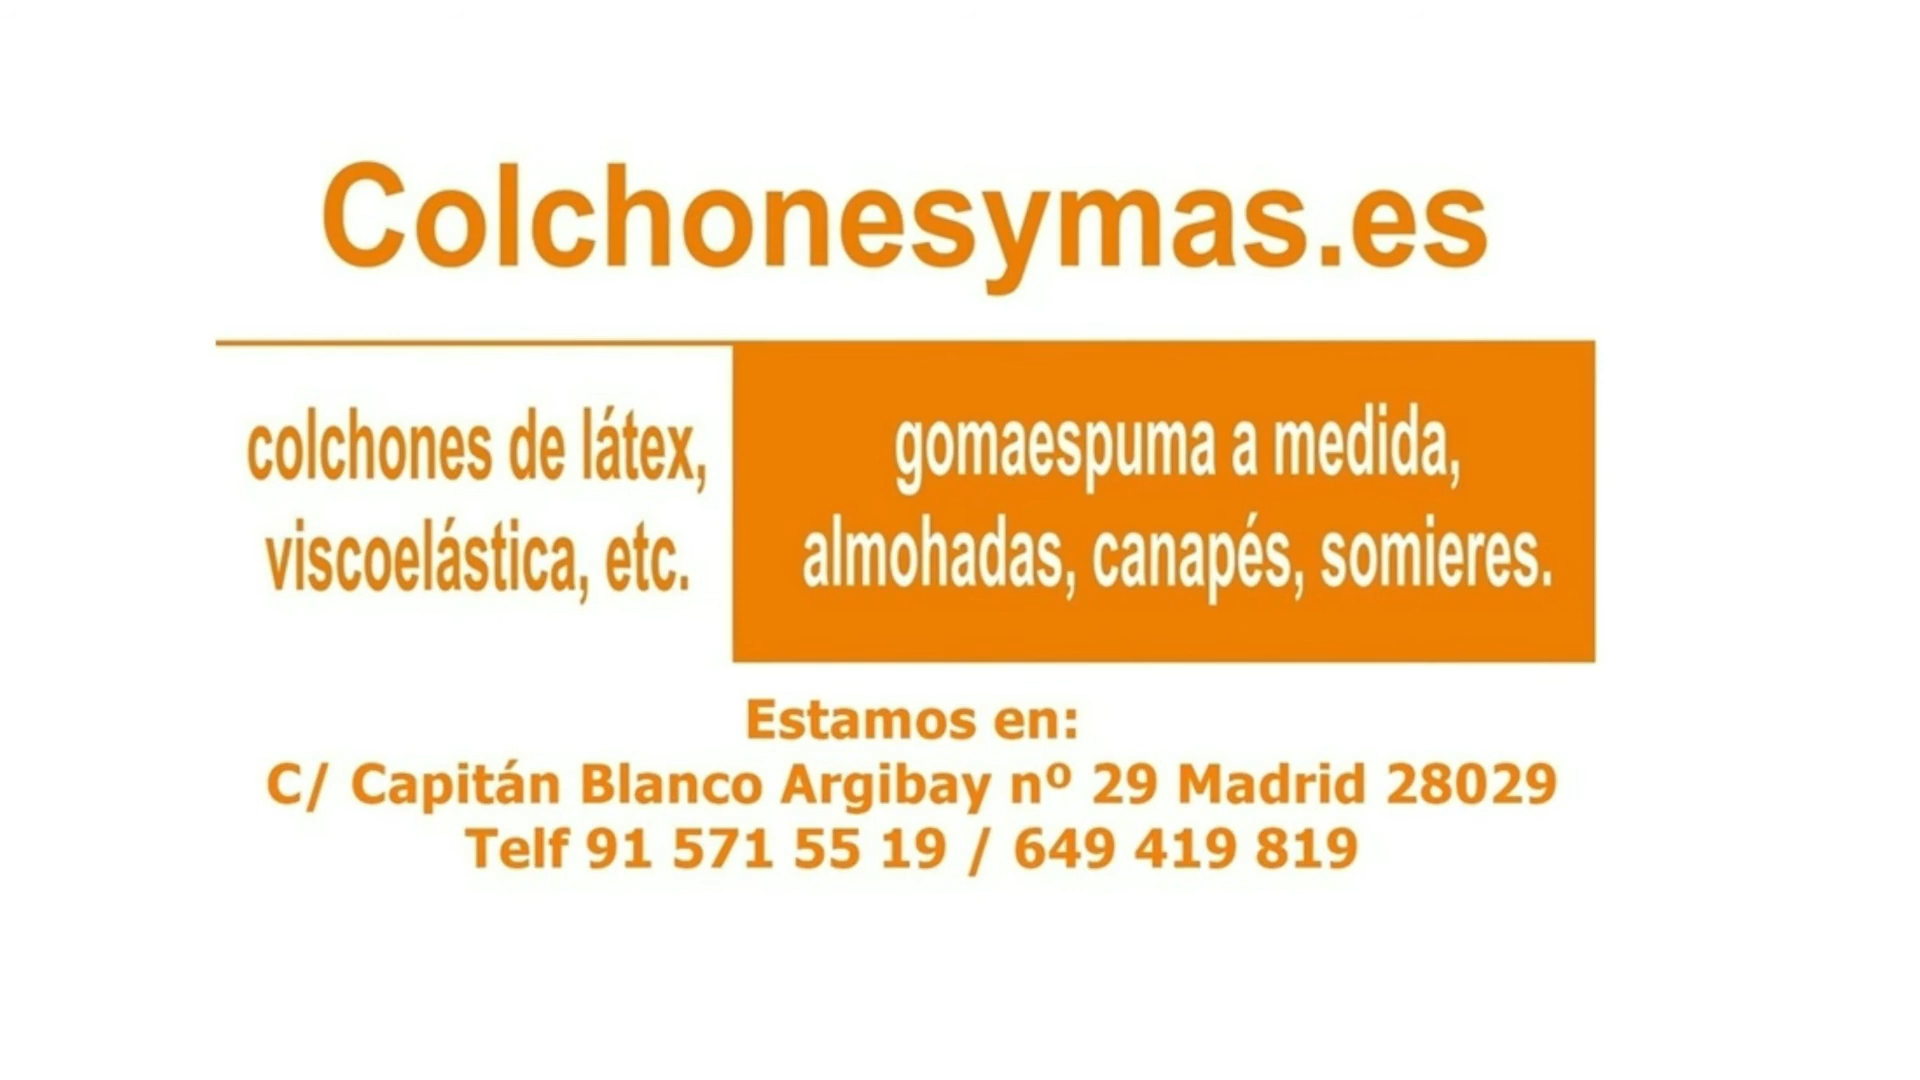 Colchonesymas.es
colchones de látex,
viscoelástica, etc.
gomaespuma a medida,
almohadas, canapés, somieres.
Estamos en:
C/ Capitán Blanco Argibay nº 29 Madrid 28029
Telf 91 571 55 19 / 649 419 819